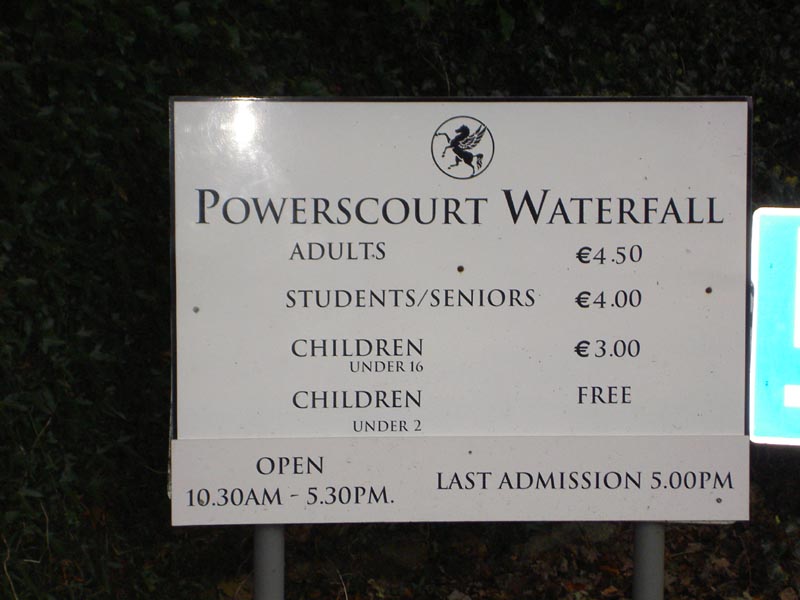 POWERSCOURT WATERFALL
ADULTS €4.50
STUDENTS/SENIORS €4.00
CHILDREN €3.00
UNDER 16
CHILDREN FREE
UNDER 2
OPEN
10.30AM - 5.30PM.
LAST ADMISSION 5.00PM